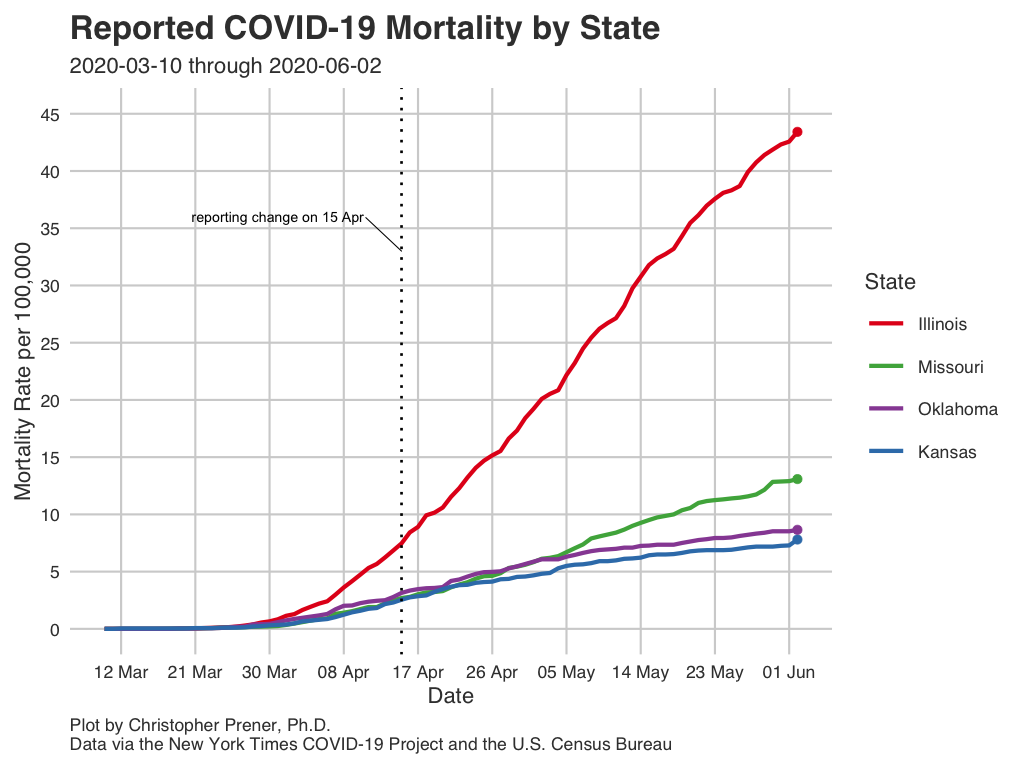 Reported COVID-19 Mortality by State
2020-03-10 through 2020-06-02
Mortality Rate per 100,000
45
40
35
30
25
20
15
10
5
0
reporting change on 15 Apr
12 Mar 21 Mar 30 Mar 08 Apr 17 Apr 26 Apr 05 May 14 May 23 May 01 Jun
Date
State
Illinois
Missouri
Oklahoma
Kansas
Plot by Christopher Prener, Ph.D.
Data via the New York Times COVID-19 Project and the U.S. Census Bureau